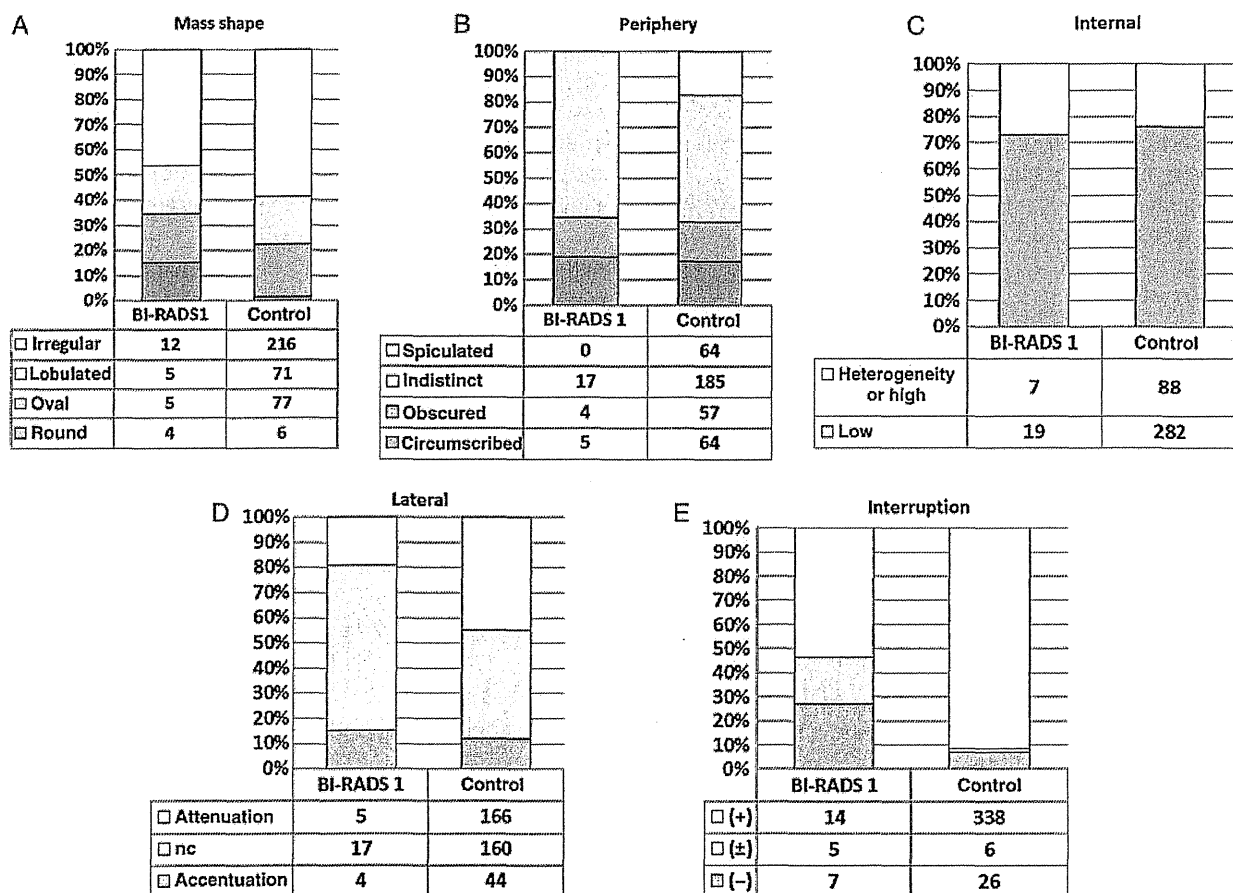 A
Mass shape
100%
90%
80%
70%
60%
50%
40%
30%
20%
10%
0%
BI-RADS1 Control
Irregular 12 216
Lobulated 5 71
Oval 5 77
Round 4 6
B
Periphery
100%
90%
80%
70%
60%
50%
40%
30%
20%
10%
0%
BI-RADS 1 Control
Spiculated 0 64
Indistinct 17 185
Obscured 4 57
Circumscribed 5 64
C
Internal
100%
90%
80%
70%
60%
50%
40%
30%
20%
10%
0%
BI-RADS 1 Control
Heterogeneity
or high 7 88
Low 19 282
D
Lateral
100%
90%
80%
70%
60%
50%
40%
30%
20%
10%
0%
BI-RADS 1 Control
Attenuation 5 166
nc 17 160
Accentuation 4 44
E
Interruption
100%
90%
80%
70%
60%
50%
40%
30%
20%
10%
0%
BI-RADS 1 Control
(+) 14 338
(±) 5 6
(−) 7 26